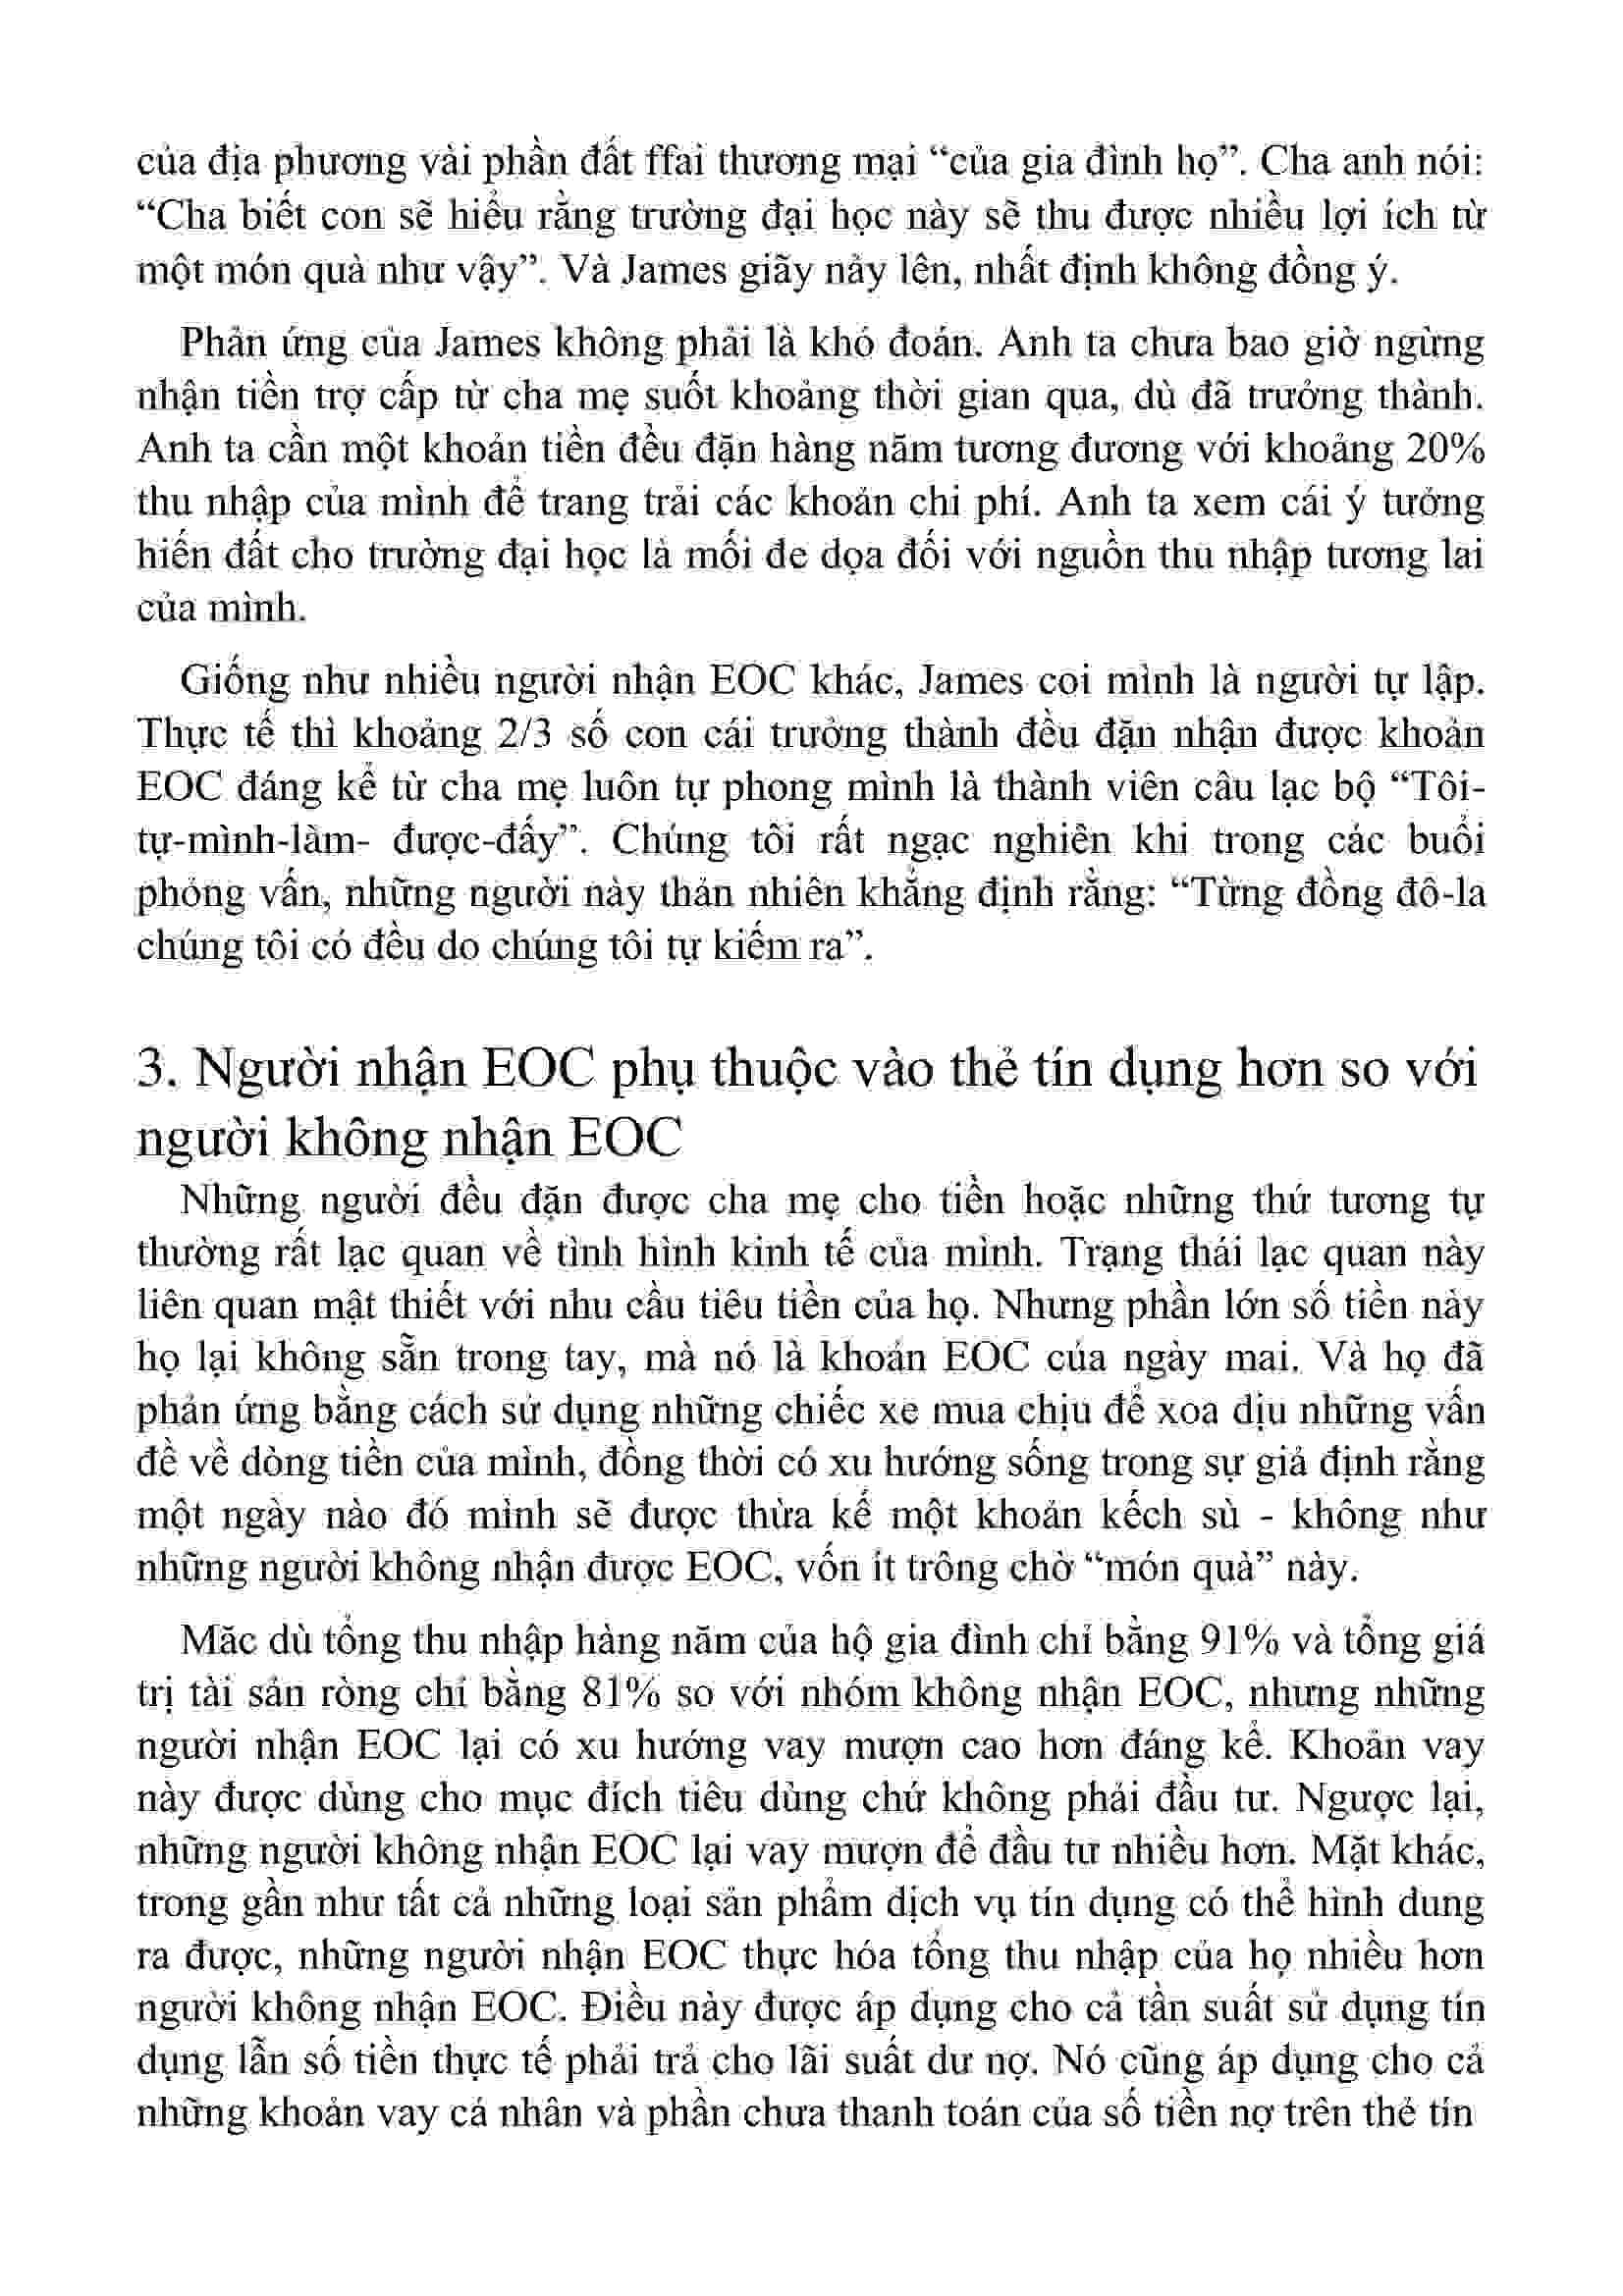 của địa phương vài phần đất ffai thương mại “của gia đình họ”. Cha anh nói:
“Cha biết con sẽ hiểu rằng trường đại học này sẽ thu được nhiều lợi ích từ
một món quà như vậy”. Và James giãy nảy lên, nhất định không đồng ý.
Phản ứng của James không phải là khó đoán. Anh ta chưa bao giờ ngừng
nhận tiền trợ cấp từ cha mẹ suốt khoảng thời gian qua, dù đã trưởng thành.
Anh ta cần một khoản tiền đều đặn hàng năm tương đương với khoảng 20%
thu nhập của mình để trang trải các khoản chi phí. Anh ta xem cái ý tưởng
hiến đất cho trường đại học là mối đe dọa đối với nguồn thu nhập tương lai
của mình.
Giống như nhiều người nhận EOC khác, James coi mình là người tự lập.
Thực tế thì khoảng 2/3 số con cái trưởng thành đều đặn nhận được khoản
EOC đáng kể từ cha mẹ luôn tự phong mình là thành viên câu lạc bộ “Tôi-
tự-mình-làm- được-đấy”. Chúng tôi rất ngạc nghiên khi trong các buổi
phỏng vấn, những người này thản nhiên khẳng định rằng: “Từng đồng đô-la
chúng tôi có đều do chúng tôi tự kiếm ra”.
3. Người nhận EOC phụ thuộc vào thẻ tín dụng hơn so với
người không nhận EOC
Những người đều đặn được cha mẹ cho tiền hoặc những thứ tương tự
thường rất lạc quan về tình hình kinh tế của mình. Trạng thái lạc quan này
liên quan mật thiết với nhu cầu tiêu tiền của họ. Nhưng phần lớn số tiền này
họ lại không sẵn trong tay, mà nó là khoản EOC của ngày mai. Và họ đã
phản ứng bằng cách sử dụng những chiếc xe mua chịu để xoa dịu những vấn
đề về dòng tiền của mình, đồng thời có xu hướng sống trong sự giả định rằng
một ngày nào đó mình sẽ được thừa kế một khoản kếch sù - không như
những người không nhận được EOC, vốn ít trông chờ “món quà” này.
Măc dù tổng thu nhập hàng năm của hộ gia đình chỉ bằng 91% và tổng giá
trị tài sản ròng chỉ bằng 81% so với nhóm không nhận EOC, nhưng những
người nhận EOC lại có xu hướng vay mượn cao hơn đáng kể. Khoản vay
này được dùng cho mục đích tiêu dùng chứ không phải đầu tư. Ngược lại,
những người không nhận EOC lại vay mượn để đầu tư nhiều hơn. Mặt khác,
trong gần như tất cả những loại sản phẩm dịch vụ tín dụng có thể hình dung
ra được, những người nhận EOC thực hóa tổng thu nhập của họ nhiều hơn
người không nhận EOC. Điều này được áp dụng cho cả tần suất sử dụng tín
dụng lẫn số tiền thực tế phải trả cho lãi suất dư nợ. Nó cũng áp dụng cho cả
những khoản vay cá nhân và phần chưa thanh toán của số tiền nợ trên thẻ tín